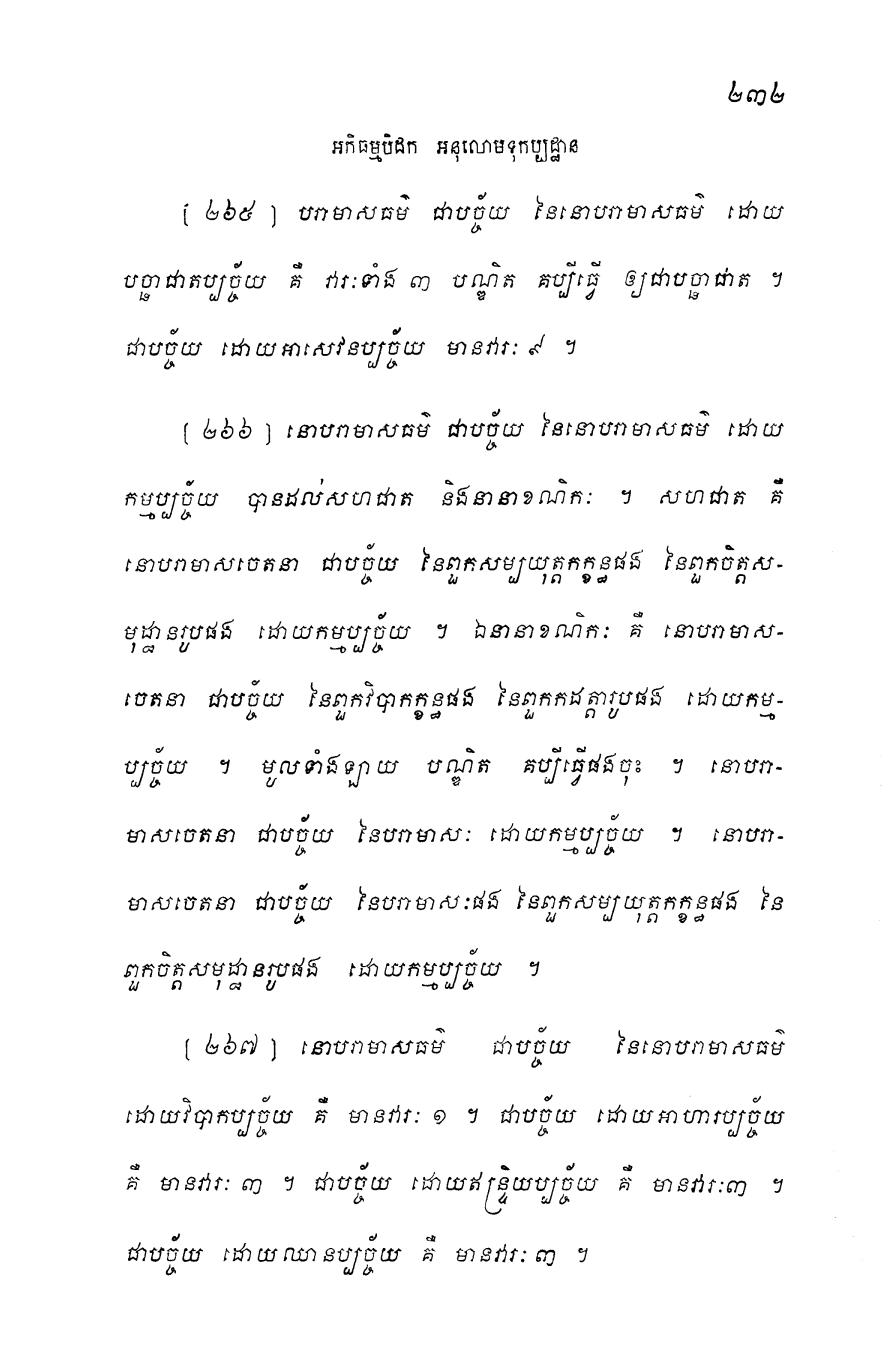 ២៣២
អភិធម្មបិដក អនុលោមទុកប្បដ្ឋាន
[ ២៦៥ ] បរាមាសធម៌ ជាបច្ច័យ នៃនោបរាមាសធម៌ ដោយ
បច្ឆាជាតប្បច្ច័យ គឺ វារៈទាំង ៣ បណ្ឌិត គប្បីធ្វើ ឲ្យជាបច្ឆាជាត ។
ជាបច្ច័យ ដោយអាសេវនប្បច្ច័យ មានវារៈ ៩ ។
[ ២៦៦ ] នោបរាមាសធម៌ ជាបច្ច័យ នៃនោបរាមាសធម៌ ដោយ
កម្មប្បច្ច័យ បានដល់សហជាត និងនានាខណិកៈ ។ សហជាត គឺ
នោបរាមាសចេតនា ជាបច្ច័យ នៃពួកសម្បយុត្តកក្ខន្ធផង នៃពួកចិត្តស-
មុដ្ឋានរូបផង ដោយកម្មប្បច្ច័យ ។ ឯនានាខណិកៈ គឺ នោបរាមាស-
ចេតនា ជាបច្ច័យ នៃពួកវិបាកក្ខន្ធផង នៃពួកកដត្តារូបផង ដោយកម្ម-
ប្បច្ច័យ ។ មូលទាំងឡាយ បណ្ឌិត គប្បីធ្វើផងចុះ ។ នោបរា-
មាសចេតនា ជាបច្ច័យ នៃបរាមាសៈ ដោយកម្មប្បច្ច័យ ។ នោបរា-
មាសចេតនា ជាបច្ច័យ នៃបរាមាសៈផង នៃពួកសម្បយុត្តកក្ខន្ធផង នៃ
ពួកចិត្តសមុដ្ឋានរូបផង ដោយកម្មប្បច្ច័យ ។
[ ២៦៧ ] នោបរាមាសធម៌ ជាបច្ច័យ នៃនោបរាមាសធម៌
ដោយវិបាកប្បច្ច័យ គឺ មានវារៈ ១ ។ ជាបច្ច័យ ដោយអាហារប្បច្ច័យ
គឺ មានវារៈ ៣ ។ ជាបច្ច័យ ដោយឥន្ទ្រិយប្បច្ច័យ គឺ មានវារៈ៣ ។
ជាបច្ច័យ ដោយឈានប្បច្ច័យ គឺ មានវារៈ ៣ ។